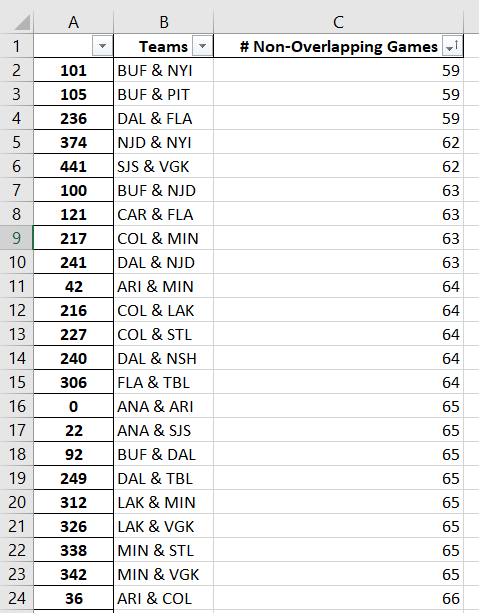 A B C
1 Teams # Non-Overlapping Games
2 101 BUF & NYI 59
3 105 BUF & PIT 59
4 236 DAL & FLA 59
5 374 NJD & NYI 62
6 441 SJS & VGK 62
7 100 BUF & NJD 63
8 121 CAR & FLA 63
9 217 COL & MIN 63
10 241 DAL & NJD 63
11 42 ARI & MIN 64
12 216 COL & LAK 64
13 227 COL & STL 64
14 240 DAL & NSH 64
15 306 FLA & TBL 64
16 0 ANA & ARI 65
17 22 ANA & SJS 65
18 92 BUF & DAL 65
19 249 DAL & TBL 65
20 312 LAK & MIN 65
21 326 LAK & VGK 65
22 338 MIN & STL 65
23 342 MIN & VGK 65
24 36 ARI & COL 66